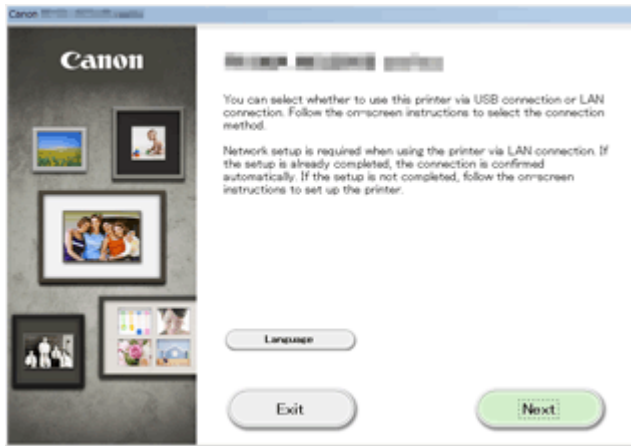 Canon
Canon
series
You can select whether to use this printer via USB connection or LAN
connection. Follow the on-screen instructions to select the connection
method.
Network setup is required when using the printer via LAN connection. If
the setup is already completed, the connection is confirmed
automatically. If the setup is not completed, follow the on-screen
instructions to set up the printer.
Language
Exit
Next